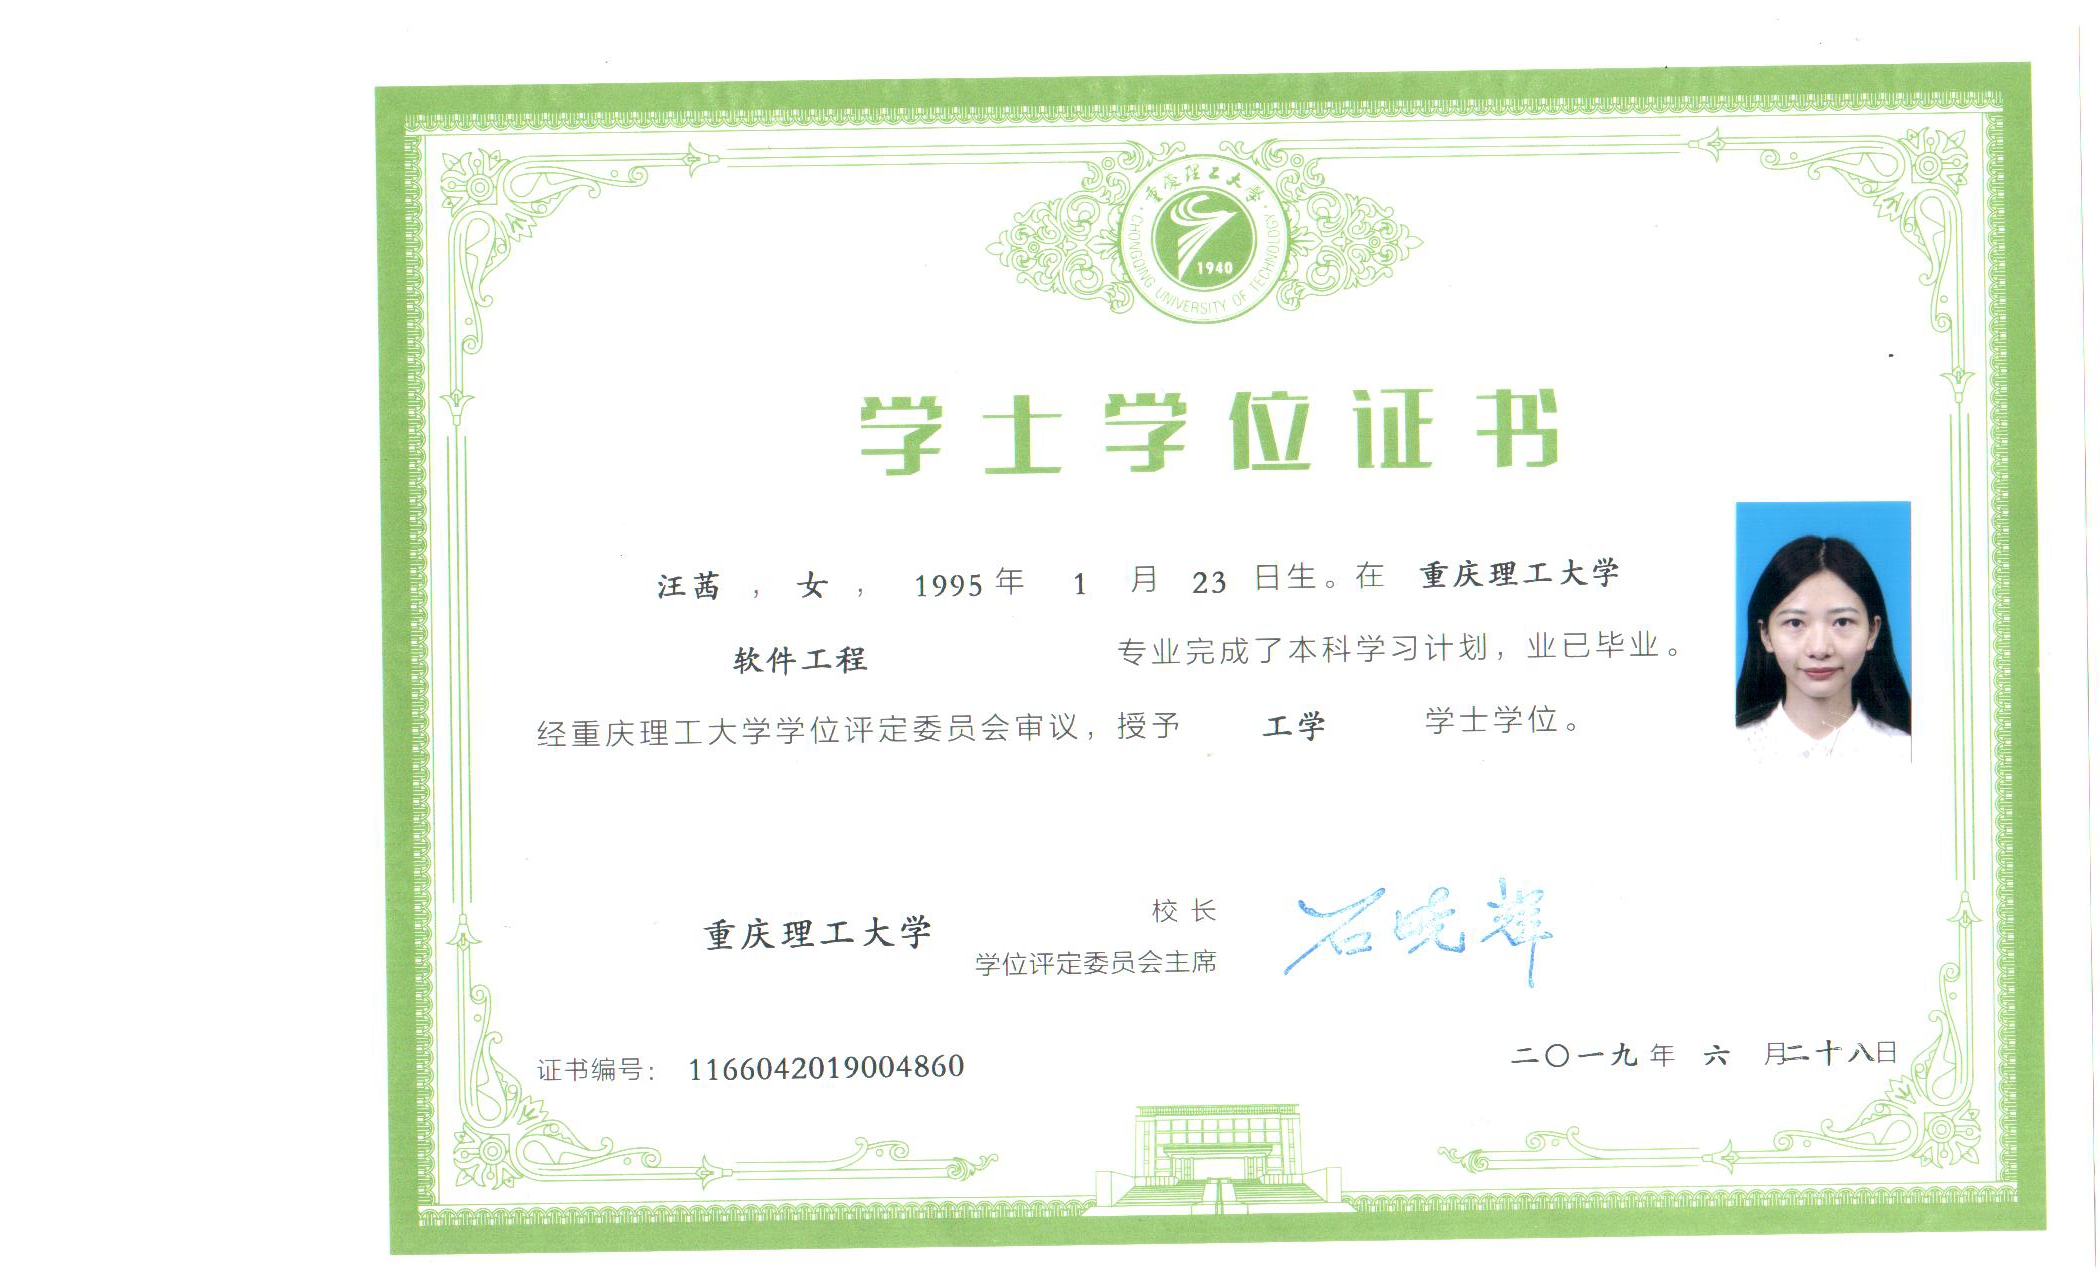 重庆理工大学
CHONGQING UNIVERSITY OF TECHNOLOGY
1940
学士学位证书
汪茜 , 女 , 1995 年 1 月 23 日生。在 重庆理工大学
软件工程 专业完成了本科学习计划，业已毕业。
经重庆理工大学学位评定委员会审议，授予 工学 学士学位。
重庆理工大学
校 长
学位评定委员会主席
石晓辉
证书编号： 1166042019004860
二〇一九 年 六 月二十八日